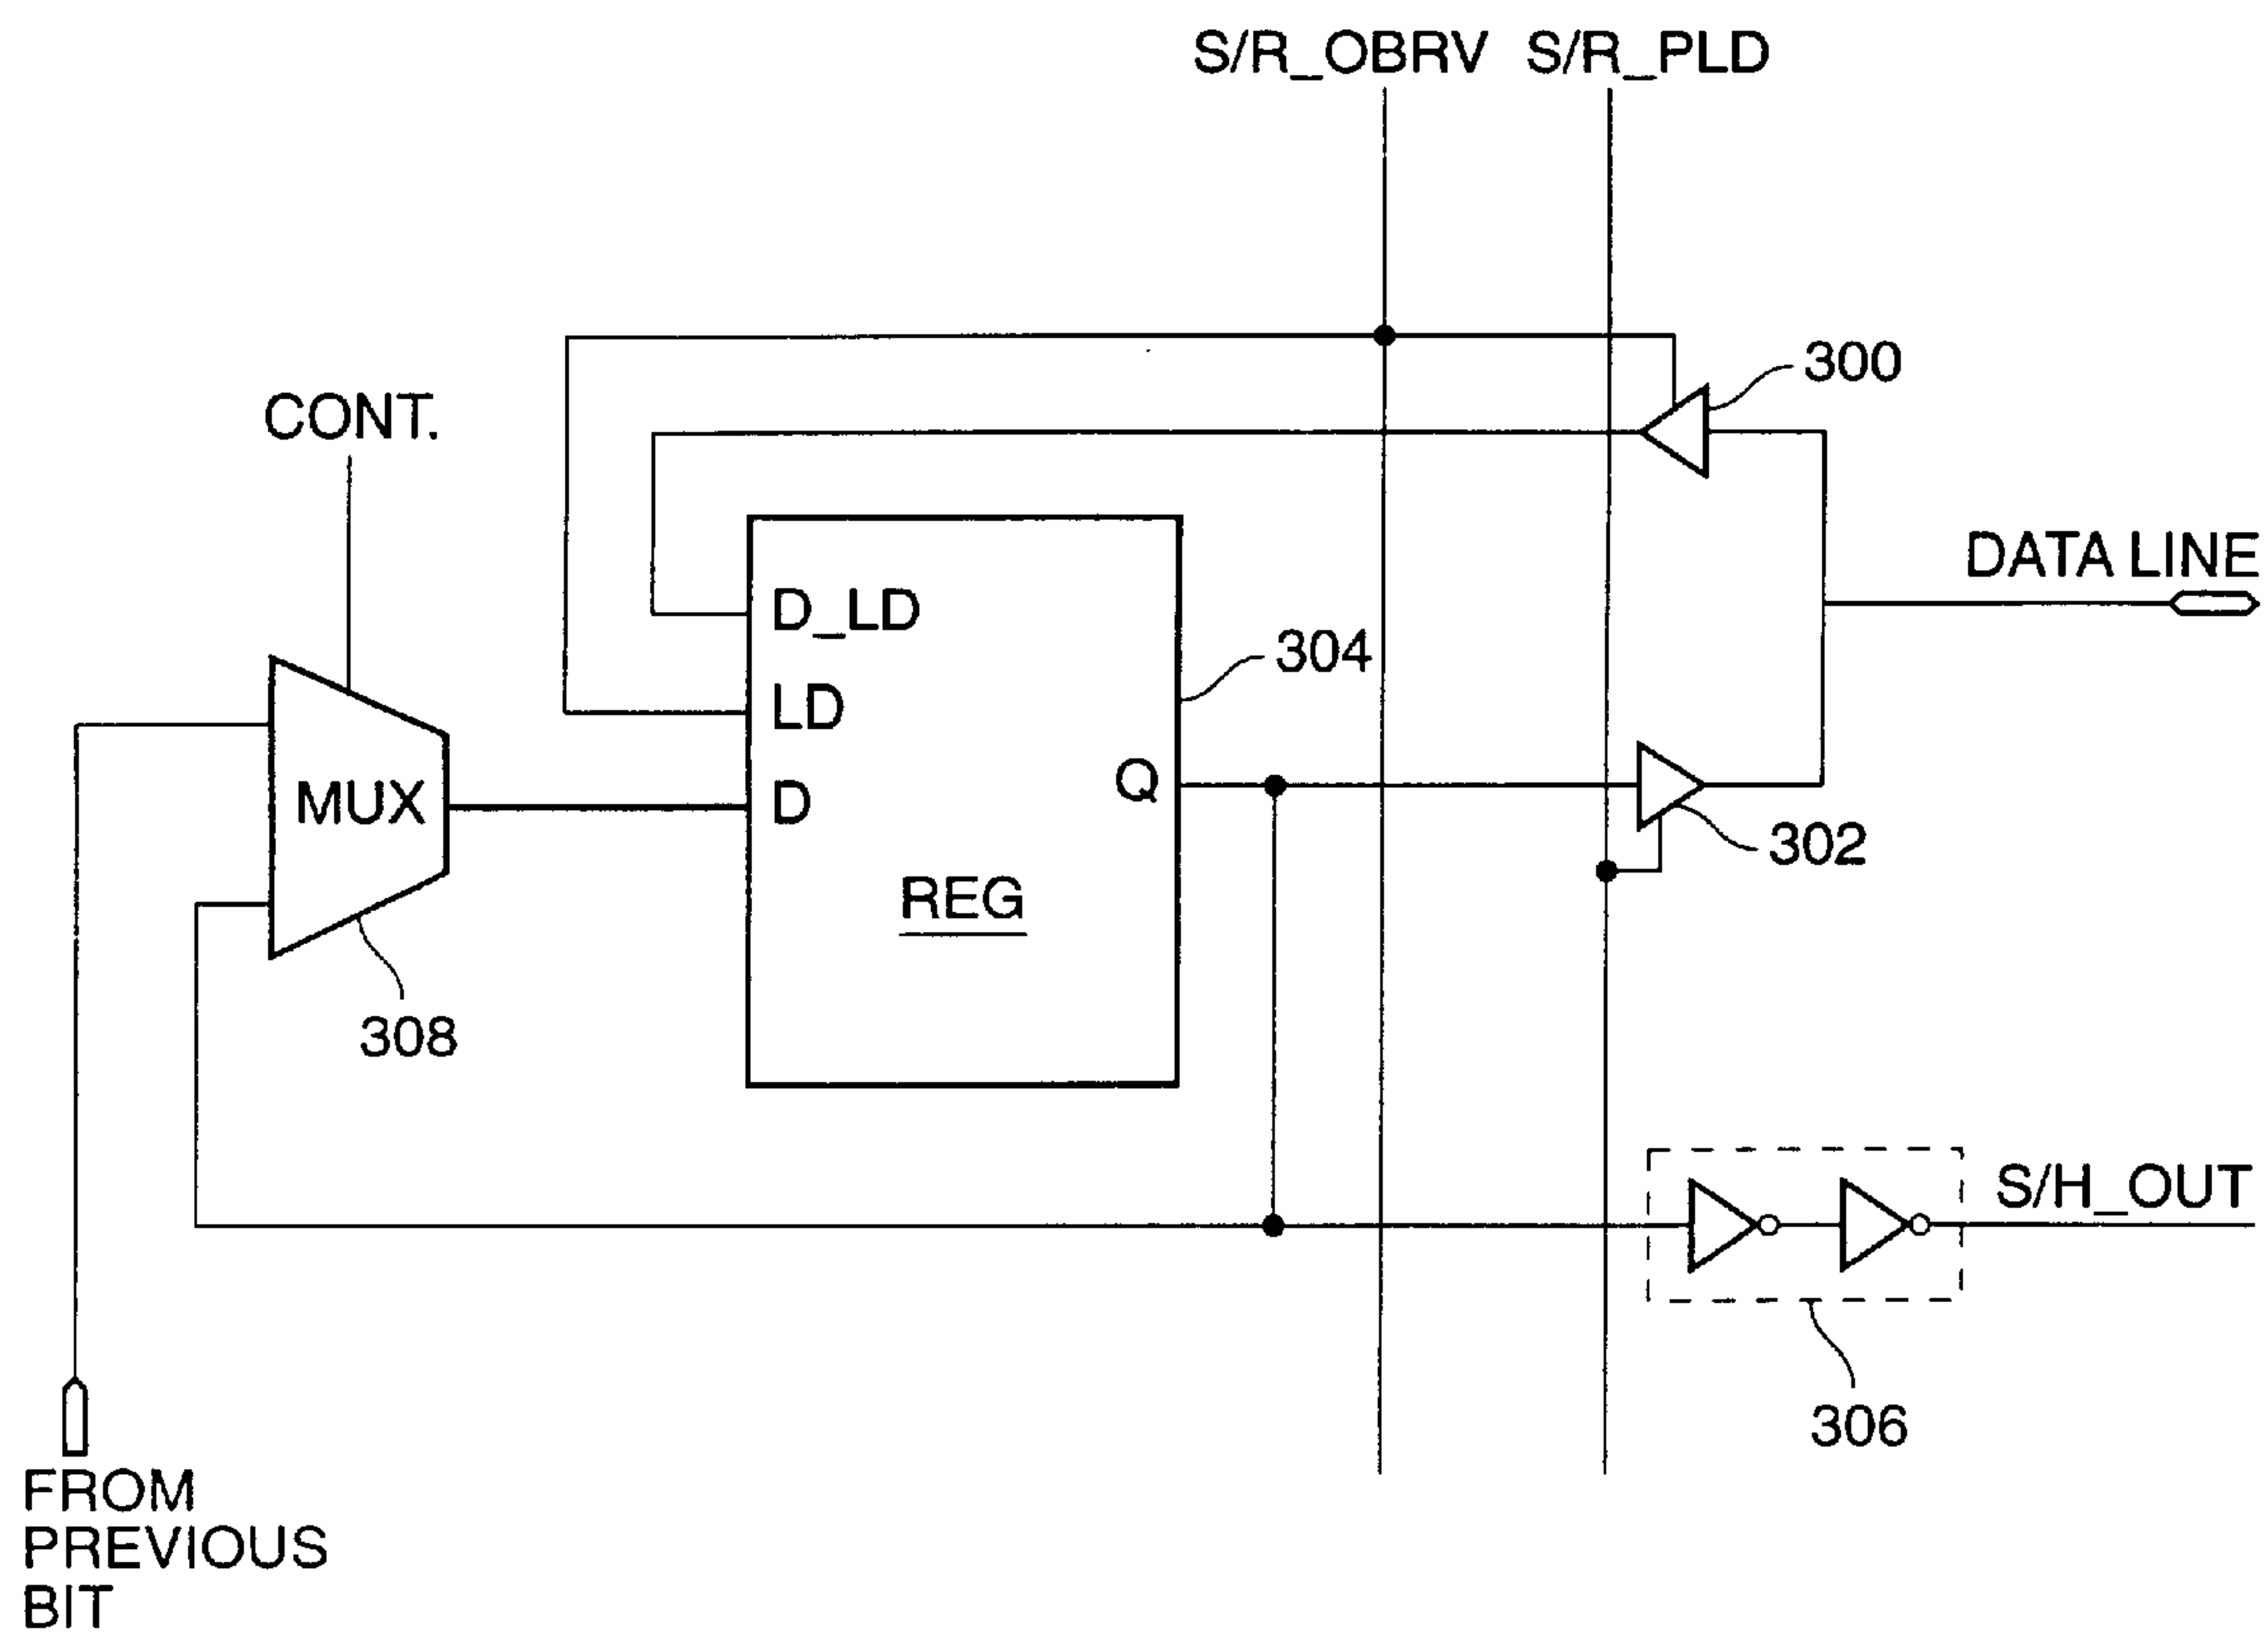 S/R_OBRV
S/R_PLD
300
CONT.
DATA LINE
D_LD
304
LD
Q
MUX
D
302
REG
308
S/H_OUT
306
FROM
PREVIOUS
BIT